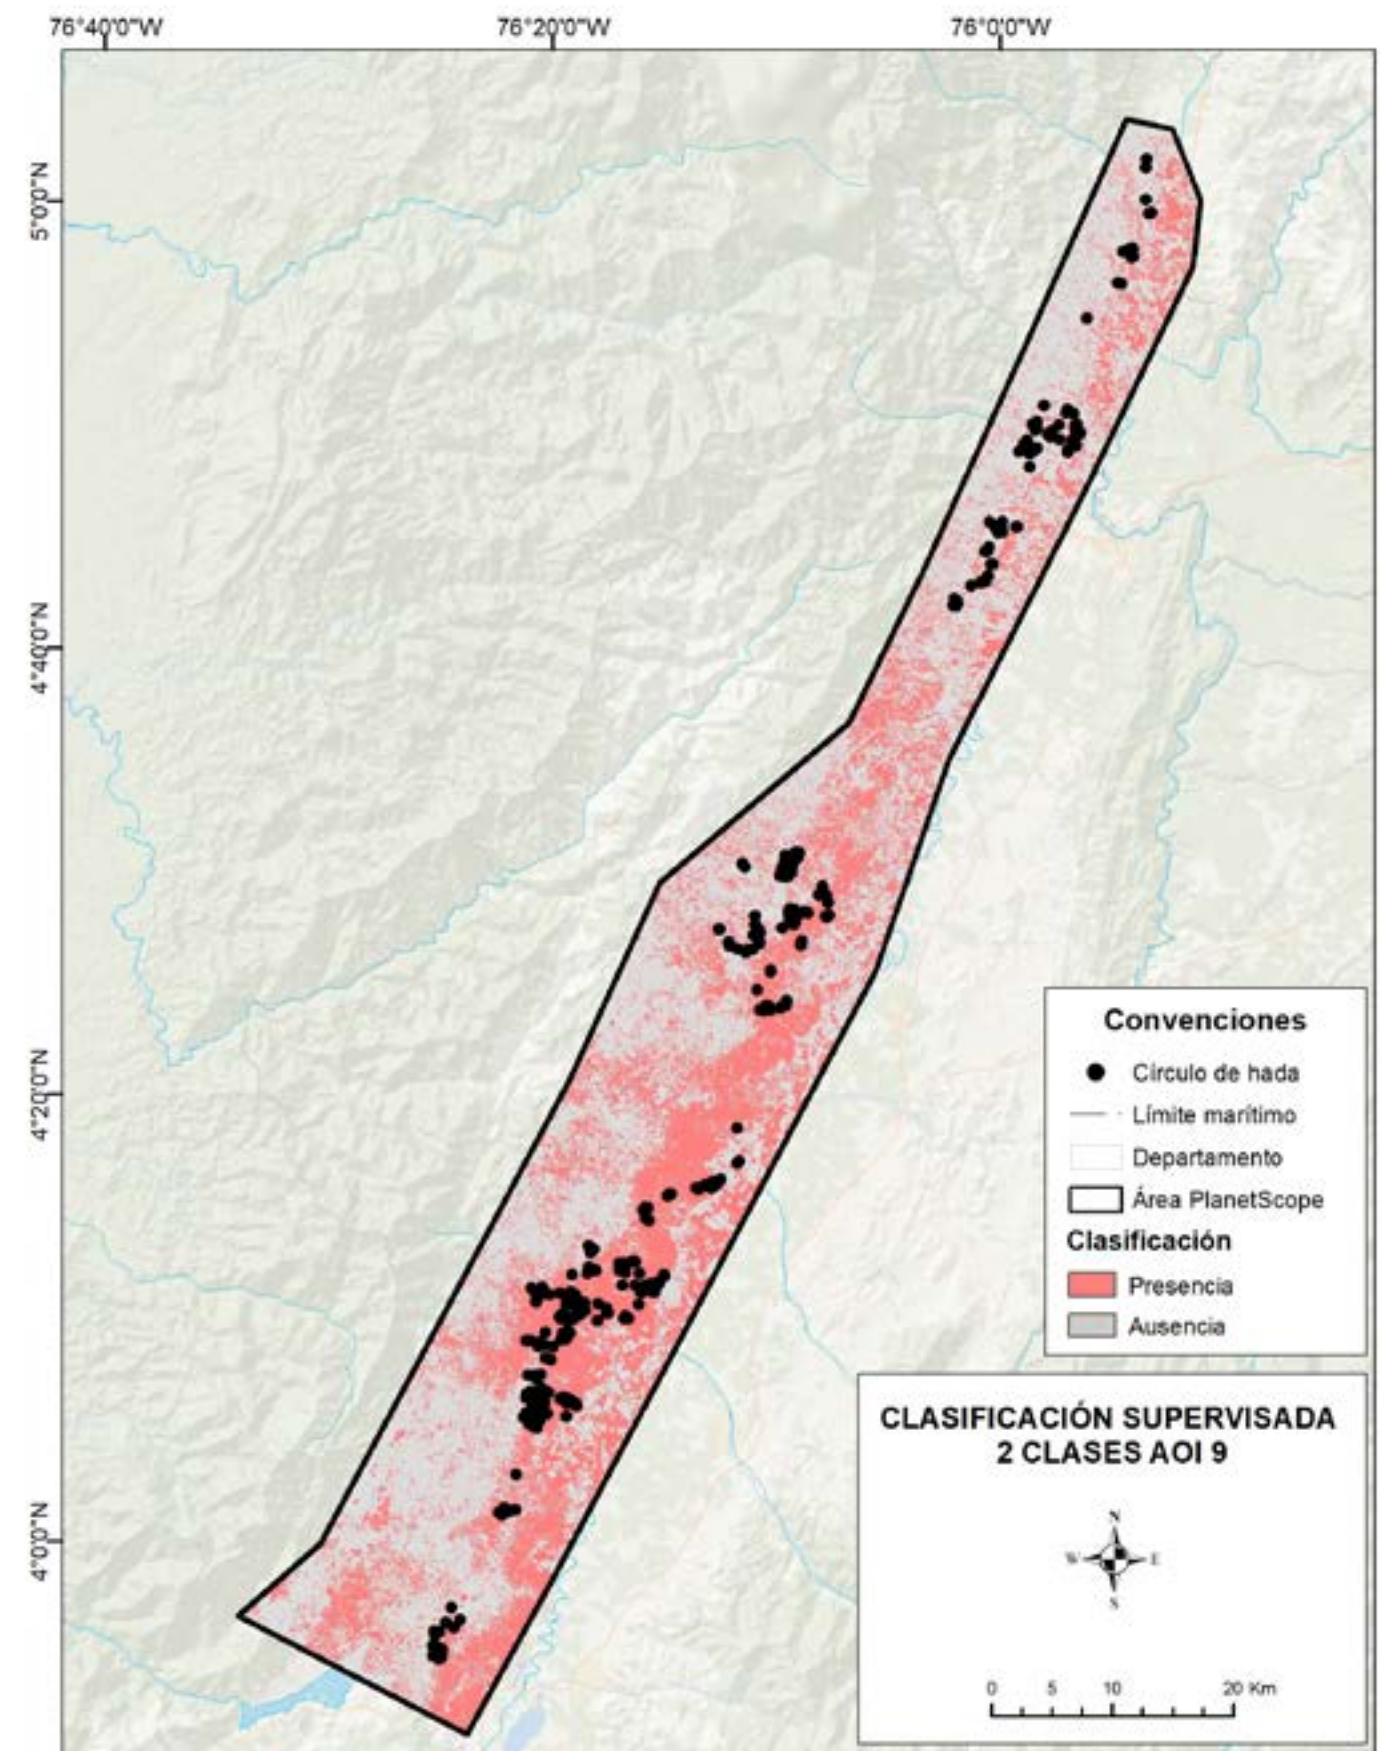 76°40'0"W
76°20'0"W
76°0'0"W
5°0'0"N
4°40'0"N
4°20'0"N
4°0'0"N
Convenciones
Círculo de hada
Límite marítimo
Departamento
Área PlanetScope
Clasificación
Presencia
Ausencia
CLASIFICACIÓN SUPERVISADA
2 CLASES AOI 9
N
W E
S
0 5 10 20 Km